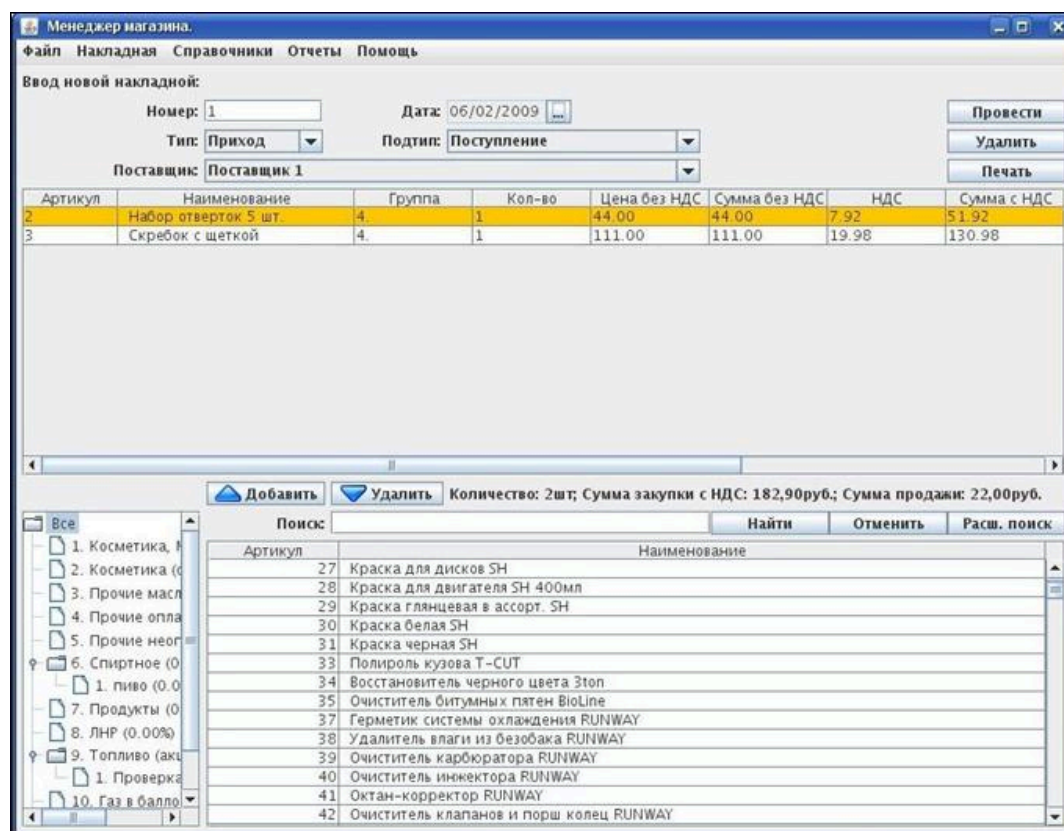 Менеджер магазина.
Файл Накладная Справочники Отчеты Помощь
Ввод новой накладной:
Номер: 1 Дата: 06/02/2009 ... Провести
Тип: Приход Подтип: Поступление Удалить
Поставщик: Поставщик 1 Печать
Артикул Наименование Группа Кол-во Цена без НДС Сумма без НДС НДС Сумма с НДС
2 Набор отверток 5 шт. 4. 1 44.00 44.00 7.92 51.92
3 Скребок с щеткой 4. 1 111.00 111.00 19.98 130.98
Добавить Удалить Количество: 2шт; Сумма закупки с НДС: 182,90руб.; Сумма продажи: 22,00руб.
Все
1. Косметика,
2. Косметика (
3. Прочие масл
4. Прочие опла
5. Прочие неоп
6. Спиртное (0
1. пиво (0.0
7. Продукты (0
8. ЛНР (0.00%)
9. Топливо (акц
1. Проверка
10. Газ в балло
Поиск: Найти Отменить Расш. поиск
Артикул Наименование
27 Краска для дисков SH
28 Краска для двигателя SH 400мл
29 Краска глянцевая в ассорт. SH
30 Краска белая SH
31 Краска черная SH
33 Полироль кузова T-CUT
34 Восстановитель черного цвета 3ton
35 Очиститель битумных пятен BioLine
37 Герметик системы охлаждения RUNWAY
38 Удалитель влаги из безобака RUNWAY
39 Очиститель карбюратора RUNWAY
40 Очиститель инжектора RUNWAY
41 Октан-корректор RUNWAY
42 Очиститель клапанов и порш колец RUNWAY